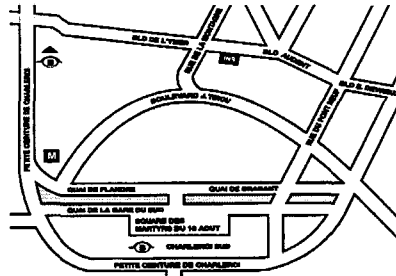 BLD DE L'YSER
RUE DE LA MONTAGNE
INS
BLD AUDENT
BLD
B
PETITE CEINTURE DE CHARLEROI
BOULEVARD J TIROU
RUE DU PONT NEUF
M
QUAI DE FLANDRE
QUAI DE BRABANT
QUAI DE LA GARE DU SUD
SQUARE DES
MARTYRS DU 18 AOUT
B
CHARLEROI SUD
PETITE CEINTURE DE CHARLEROI